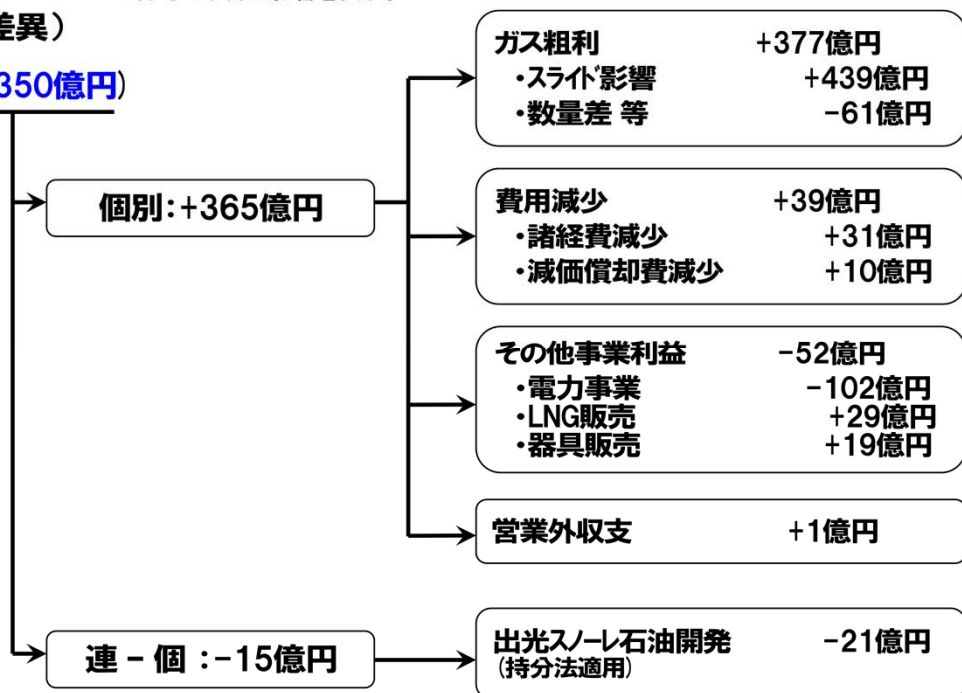 差異）
350億円)
個別：+365億円
ガス粗利 +377億円
・スライド影響 +439億円
・数量差 等 -61億円
費用減少 +39億円
・諸経費減少 +31億円
・減価償却費減少 +10億円
その他事業利益 -52億円
・電力事業 -102億円
・LNG販売 +29億円
・器具販売 +19億円
営業外収支 +1億円
連－個：-15億円
出光スノーレ石油開発 -21億円
(持分法適用)